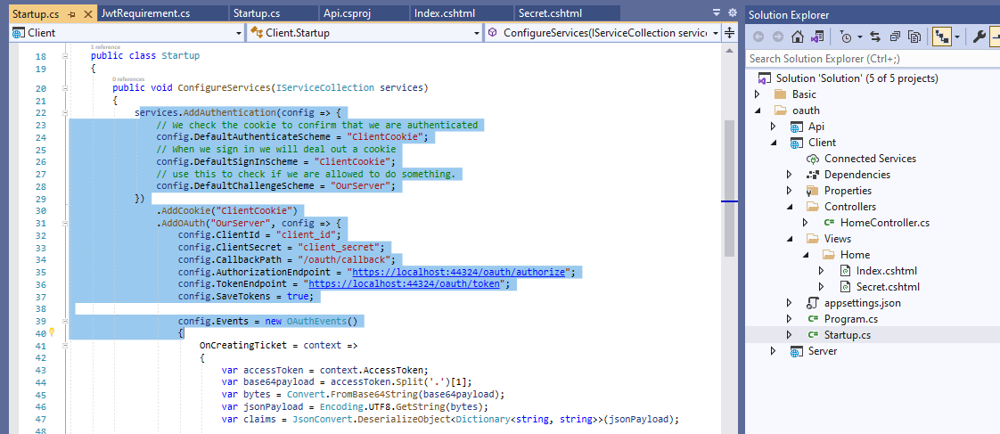 Startup.cs
JwtRequirement.cs
Startup.cs
Api.csproj
Index.cshtml
Secret.cshtml
Client
Client.Startup
ConfigureServices(IServiceCollection service
1 reference
18 public class Startup
19 {
0 references
20 public void ConfigureServices(IServiceCollection services)
21 {
22 services.AddAuthentication(config => {
23 // We check the cookie to confirm that we are authenticated
24 config.DefaultAuthenticateScheme = "ClientCookie";
25 // When we sign in we will deal out a cookie
26 config.DefaultSignInScheme = "ClientCookie";
27 // use this to check if we are allowed to do something.
28 config.DefaultChallengeScheme = "OurServer";
29 })
30 .AddCookie("ClientCookie")
31 .AddOAuth("OurServer", config => {
32 config.ClientId = "client_id";
33 config.ClientSecret = "client_secret";
34 config.CallbackPath = "/oauth/callback";
35 config.AuthorizationEndpoint = "https://localhost:44324/oauth/authorize";
36 config.TokenEndpoint = "https://localhost:44324/oauth/token";
37 config.SaveTokens = true;
38
39 config.Events = new OAuthEvents()
40 {
41 OnCreatingTicket = context =>
42 {
43 var accessToken = context.AccessToken;
44 var base64payload = accessToken.Split('.')[1];
45 var bytes = Convert.FromBase64String(base64payload);
46 var jsonPayload = Encoding.UTF8.GetString(bytes);
47 var claims = JsonConvert.DeserializeObject<Dictionary<string, string>>(jsonPayload);
48
Solution Explorer
Search Solution Explorer (Ctrl+;)
Solution 'Solution' (5 of 5 projects)
Basic
oauth
Api
Client
Connected Services
Dependencies
Properties
Controllers
C# HomeController.cs
Views
Home
Index.cshtml
Secret.cshtml
appsettings.json
C# Program.cs
C# Startup.cs
Server